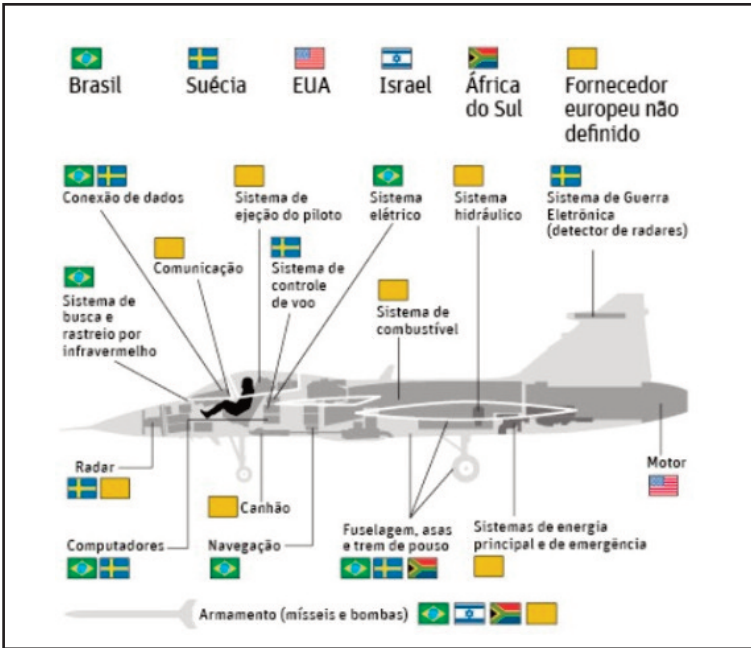 Brasil
Suécia
EUA
Israel
África
do Sul
Fornecedor
europeu não
definido
Conexão de dados
Sistema de
ejeção do piloto
Sistema
elétrico
Sistema
hidráulico
Sistema de Guerra
Eletrônica
(detector de radares)
Comunicação
Sistema de
controle
de voo
Sistema de
busca e
rastreio por
infravermelho
Sistema de
combustível
Radar
Motor
Canhão
Computadores
Navegação
Fuselagem, asas
e trem de pouso
Sistemas de energia
principal e de emergência
Armamento (mísseis e bombas)